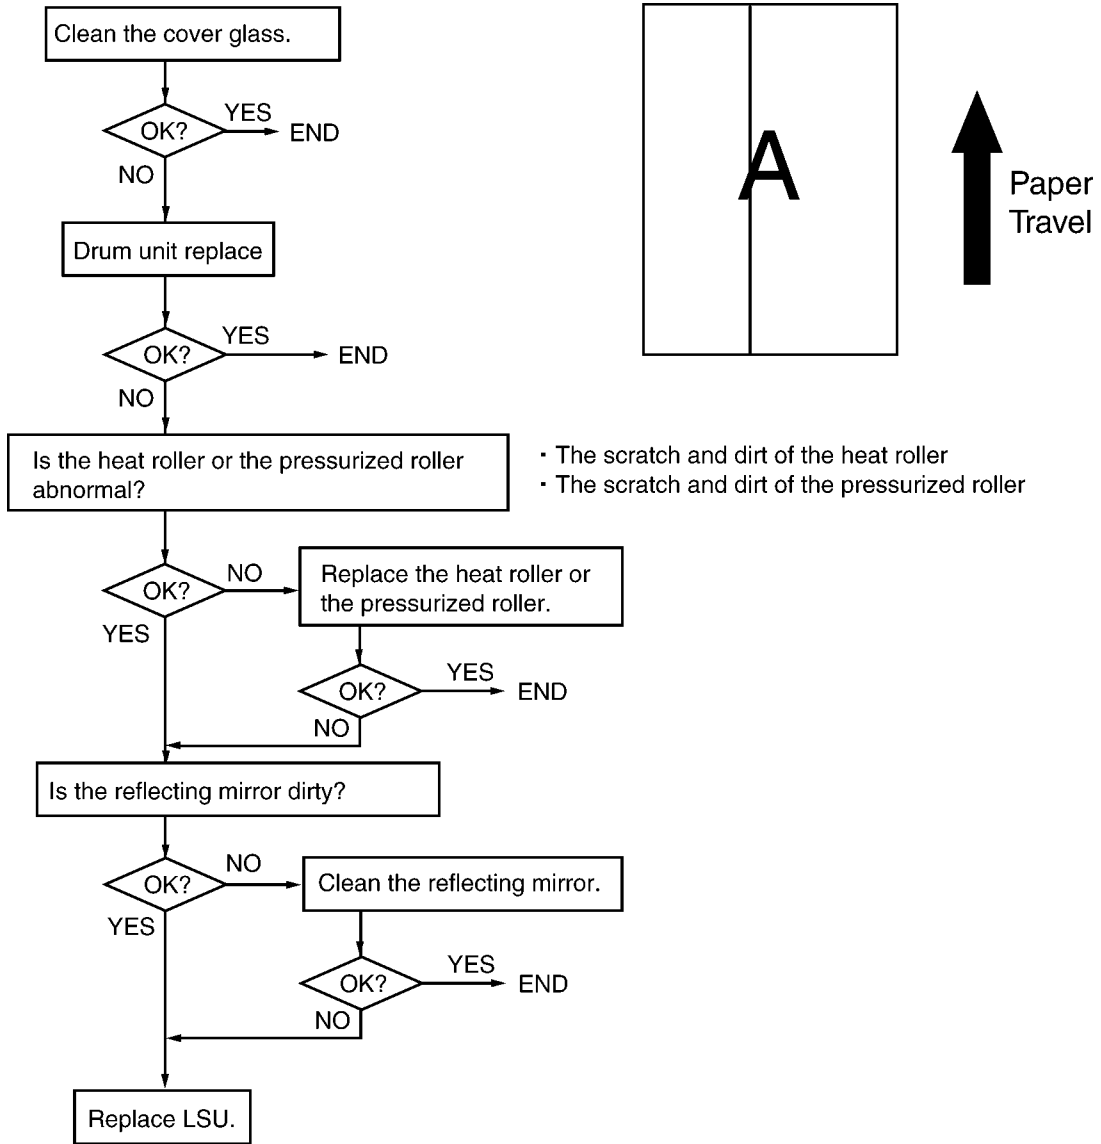 Clean the cover glass.
OK?
YES
END
NO
Drum unit replace
OK?
YES
END
NO
Is the heat roller or the pressurized roller
abnormal?
· The scratch and dirt of the heat roller
· The scratch and dirt of the pressurized roller
OK?
NO
Replace the heat roller or
the pressurized roller.
YES
OK?
YES
END
NO
Is the reflecting mirror dirty?
OK?
NO
Clean the reflecting mirror.
YES
OK?
YES
END
NO
Replace LSU.
A
Paper
Travel